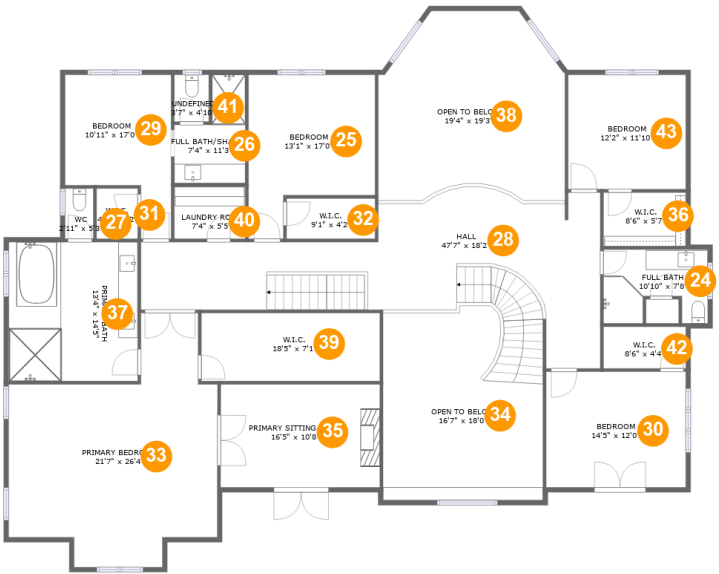 BEDROOM
10'11" x 17'0
29
3'7" x 4'10
41
FULL BATH/SH
7'4" x 11'3
26
BEDROOM
13'1" x 17'0
25
OPEN TO BELO
19'4" x 19'3
38
BEDROOM
12'2" x 11'10
43
WC
2'11" x 5'8
27
31
LAUNDRY RO
7'4" x 5'5
40
W.I.C.
9'1" x 4'2
32
HALL
47'7" x 18'2
28
W.I.C.
8'6" x 5'7
36
FULL BATH
10'10" x 7'8
24
PRIM BATH
13'4" x 14'5"
37
W.I.C.
18'5" x 7'1
39
W.I.C.
8'6" x 4'4
42
PRIMARY BEDR
21'7" x 26'4
33
PRIMARY SITTING
16'5" x 10'8
35
OPEN TO BELO
16'7" x 18'0
34
BEDROOM
14'5" x 12'0
30